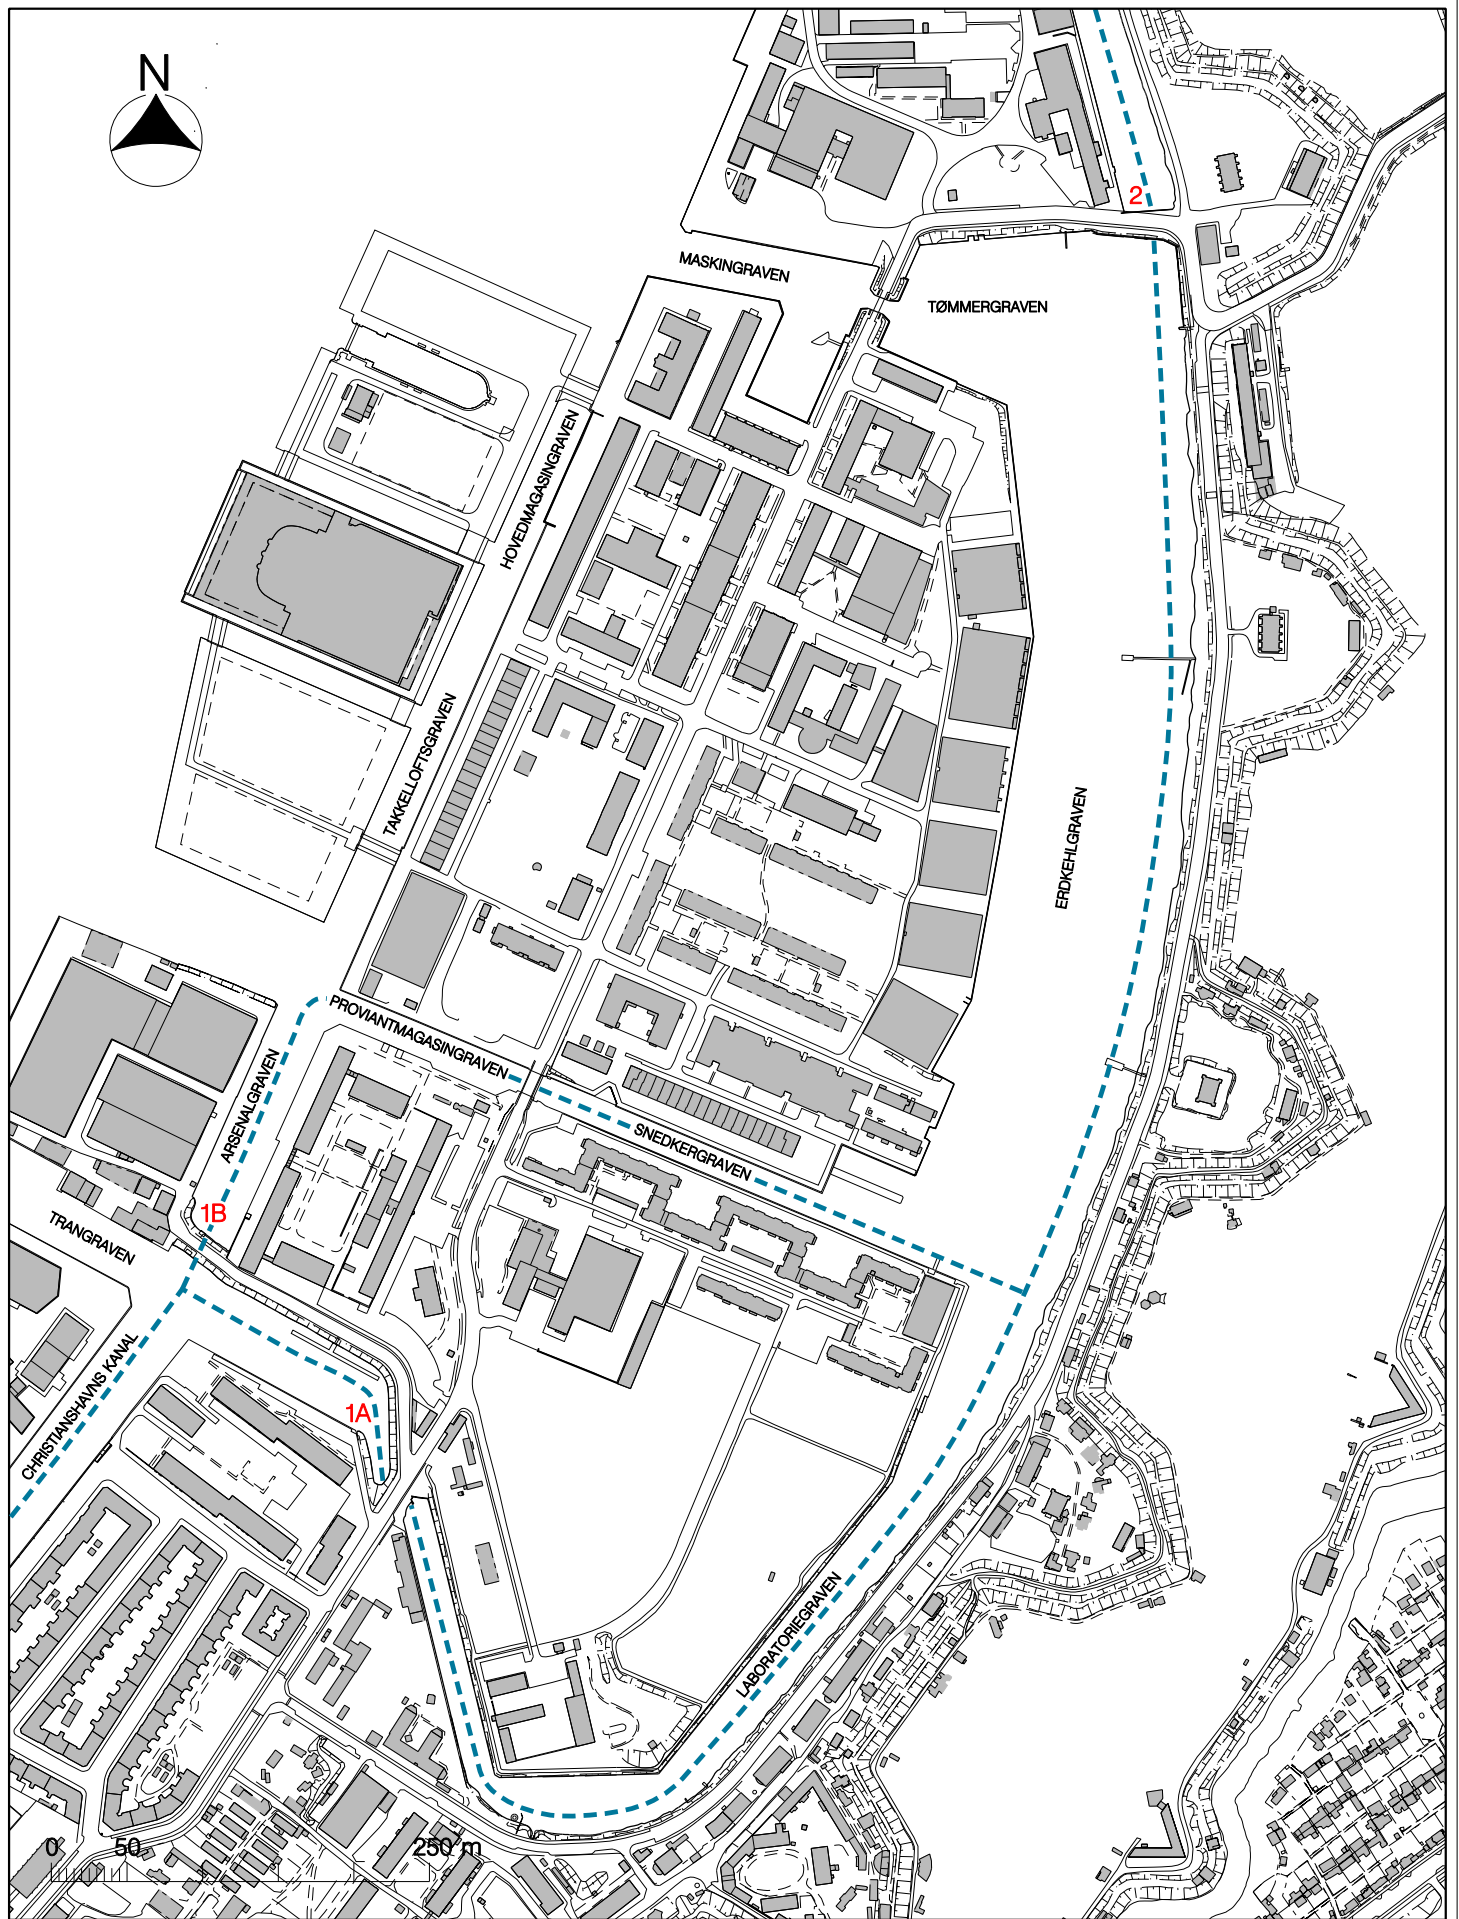 N
2
MASKINGRAVEN
TØMMERGRAVEN
HOVEDMAGASINGRAVEN
TAKKELLOFTSGRAVEN
ERDKEHLGRAVEN
PROVIANTMAGASINGRAVEN
ARSENALGRAVEN
SNEDKERGRAVEN
1B
TRANGRAVEN
CHRISTIANSHAVNS KANAL
1A
LABORATORIEGRAVEN
0 50 250 m